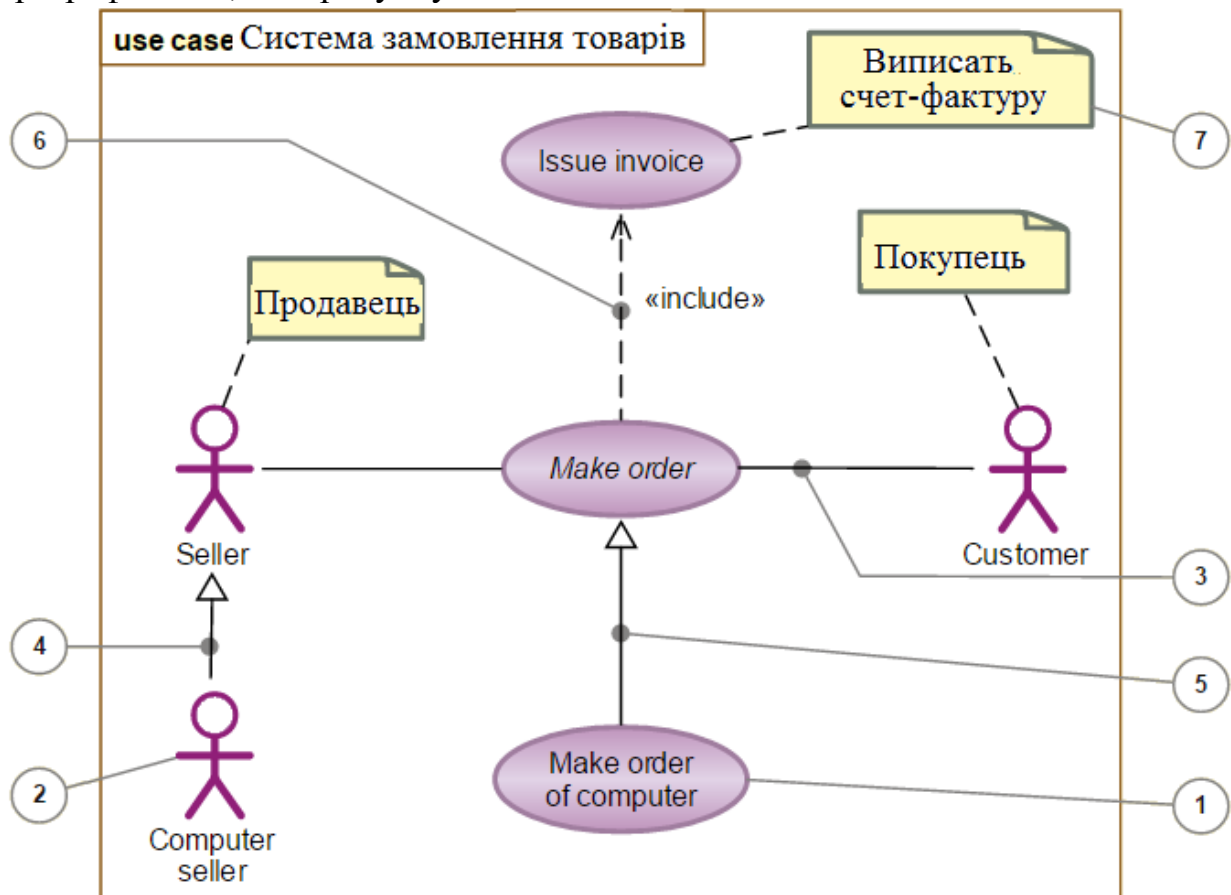 use case Система замовлення товарів
Виписать
счет-фактуру
6
7
Issue invoice
Покупець
Продавець
«include»
Make order
Seller
Customer
3
4
5
Make order
of computer
2
1
Computer
seller